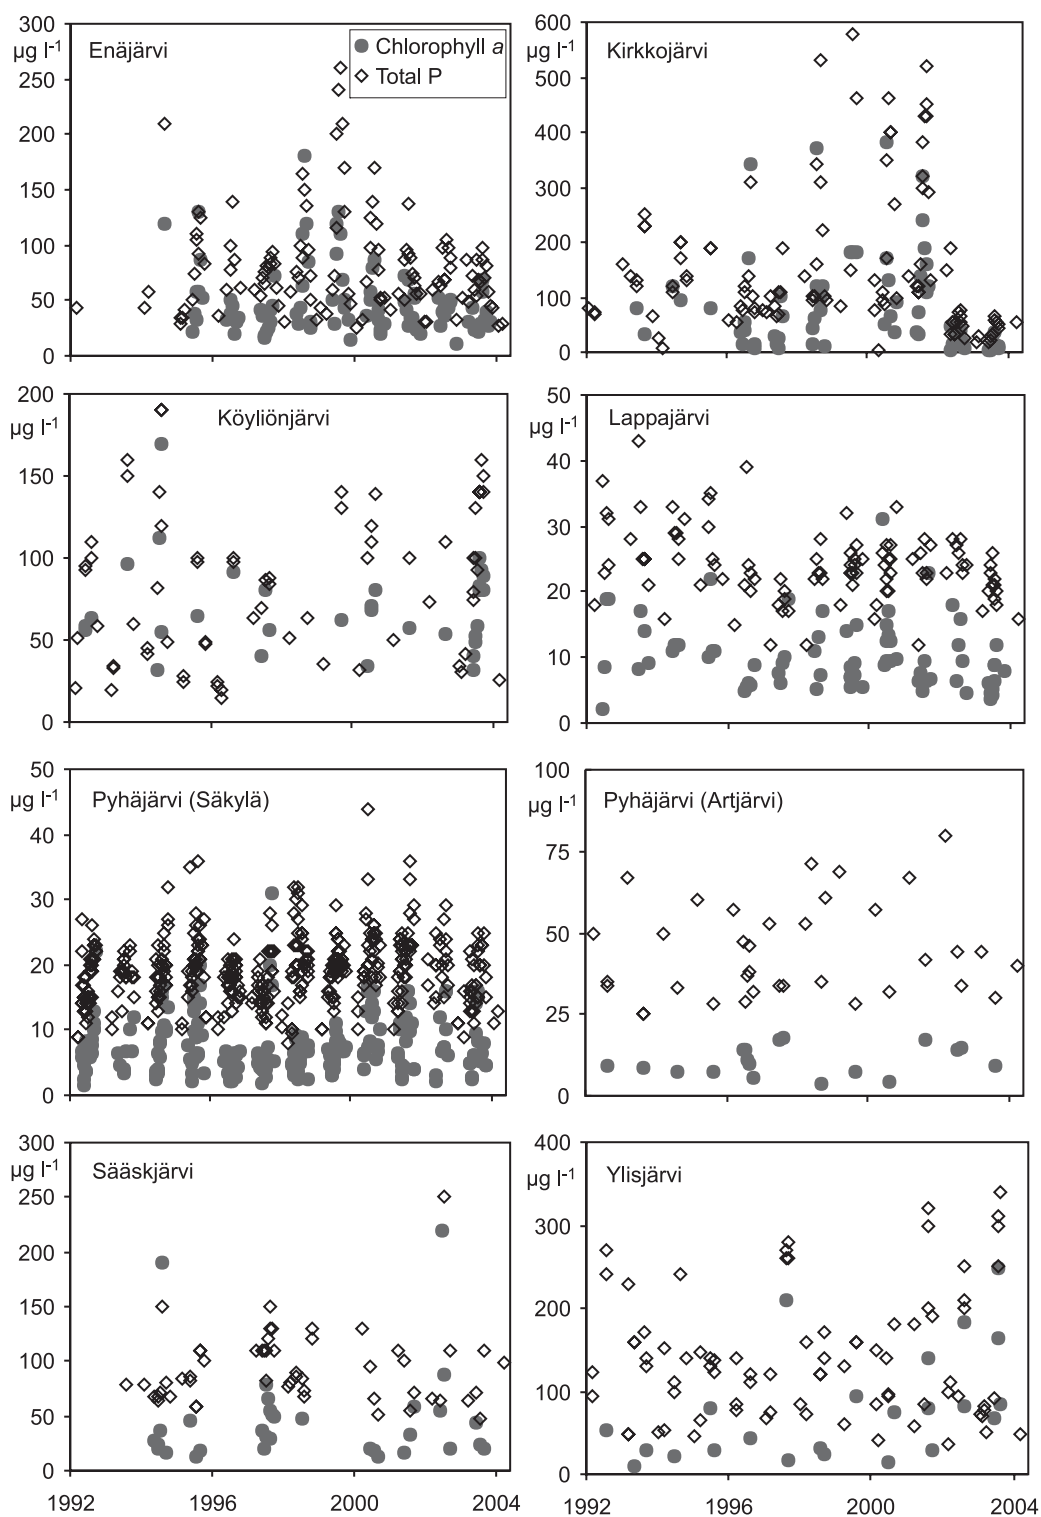 300
µg l-1
250
200
150
100
50
0
Enäjärvi
Chlorophyll a
Total P
600
µg l-1
500
400
300
200
100
0
Kirkkojärvi
200
µg l-1
150
100
50
0
Köyliönjärvi
50
µg l-1
40
30
20
10
0
Lappajärvi
50
µg l-1
40
30
20
10
0
Pyhäjärvi (Säkylä)
100
µg l-1
75
50
25
0
Pyhäjärvi (Artjärvi)
300
µg l-1
250
200
150
100
50
0
Sääskjärvi
1992 1996 2000 2004
400
µg l-1
300
200
100
0
Ylisjärvi
1992 1996 2000 2004